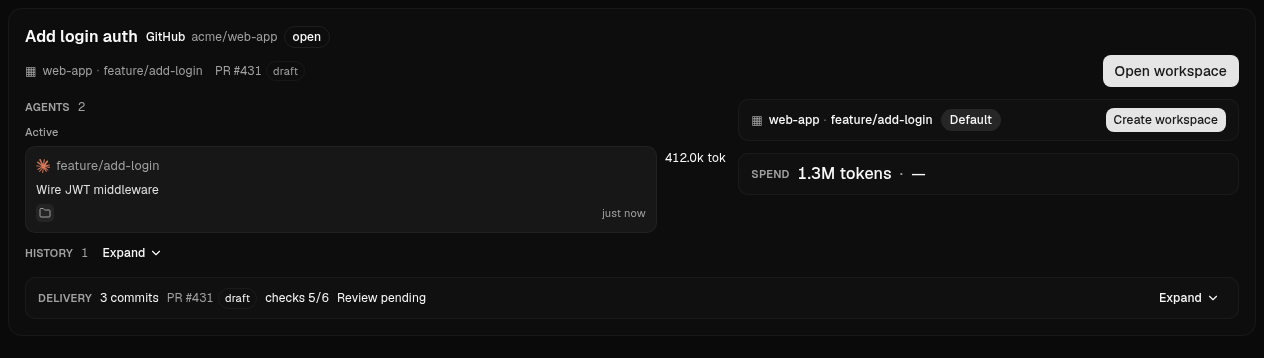 Add login auth GitHub acme/web-app open
web-app · feature/add-login PR #431 draft
Open workspace
AGENTS 2
Active
feature/add-login
Wire JWT middleware
just now
412.0k tok
HISTORY 1 Expand
web-app · feature/add-login Default Create workspace
SPEND 1.3M tokens · —
DELIVERY 3 commits PR #431 draft checks 5/6 Review pending Expand